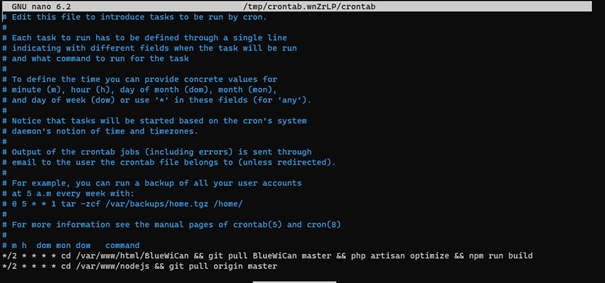 GNU nano 6.2 /tmp/crontab.wnZrLP/crontab
# Edit this file to introduce tasks to be run by cron.
#
# Each task to run has to be defined through a single line
# indicating with different fields when the task will be run
# and what command to run for the task
#
# To define the time you can provide concrete values for
# minute (m), hour (h), day of month (dom), month (mon),
# and day of week (dow) or use '*' in these fields (for 'any').
#
# Notice that tasks will be started based on the cron's system
# daemon's notion of time and timezones.
#
# Output of the crontab jobs (including errors) is sent through
# email to the user the crontab file belongs to (unless redirected).
#
# For example, you can run a backup of all your user accounts
# at 5 a.m every week with:
# 0 5 * * 1 tar -zcf /var/backups/home.tgz /home/
#
# For more information see the manual pages of crontab(5) and cron(8)
#
# m h  dom mon dow   command
*/2 * * * * cd /var/www/html/BlueWiCan && git pull BlueWiCan master && php artisan optimize && npm run build
*/2 * * * * cd /var/www/nodejs && git pull origin master